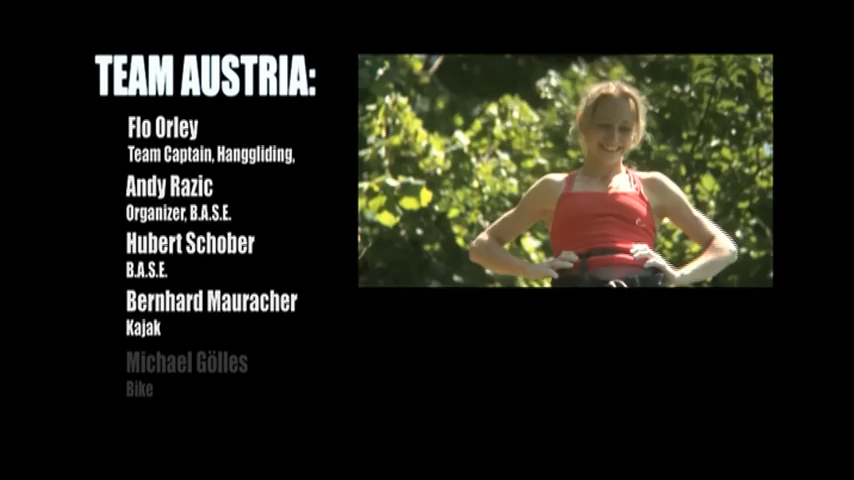 TEAM AUSTRIA:
Flo Orley
Team Captain, Hanggliding,
Andy Razic
Organizer, B.A.S.E.
Hubert Schober
B.A.S.E.
Bernhard Mauracher
Kajak
Michael Gölles
Bike